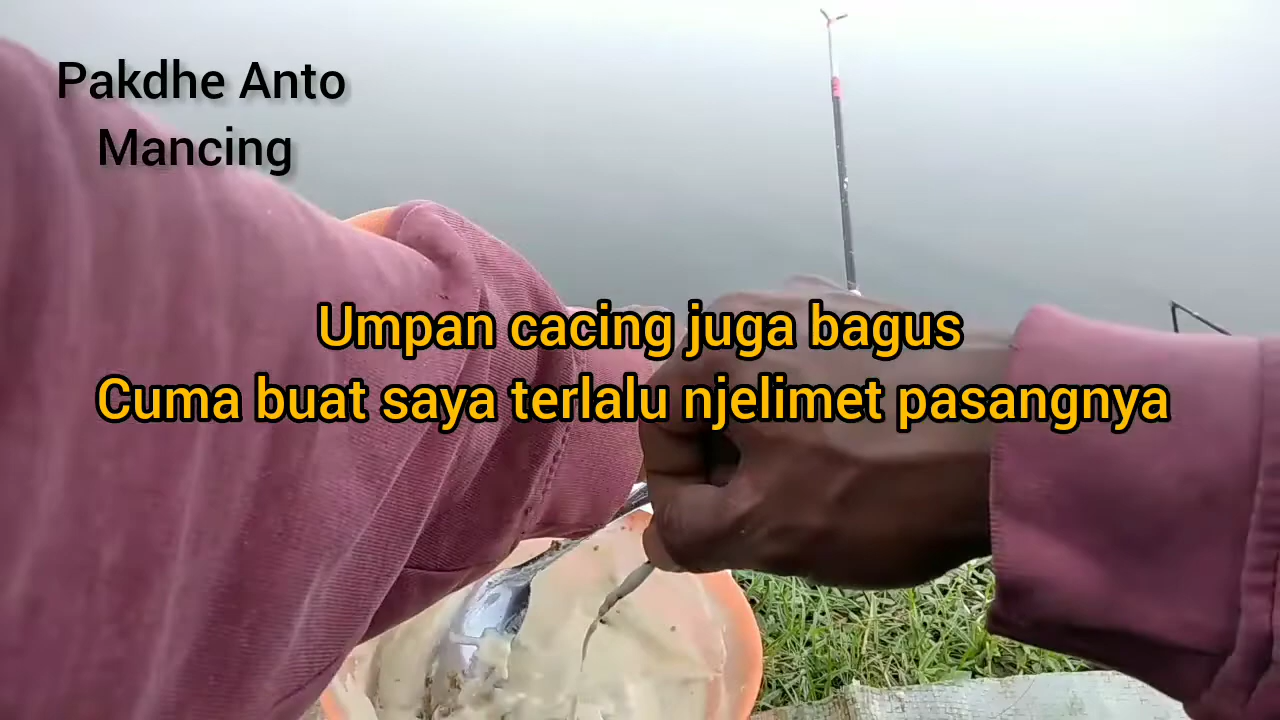 Pakdhe Anto
Mancing
Umpan cacing juga bagus
Cuma buat saya terlalu njelimet pasangnya